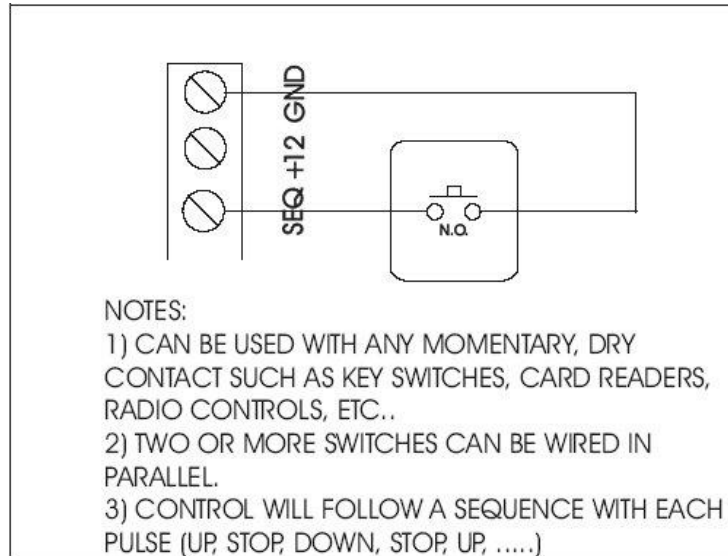 SEQ +12 GND
N.O.
NOTES:
1) CAN BE USED WITH ANY MOMENTARY, DRY
CONTACT SUCH AS KEY SWITCHES, CARD READERS,
RADIO CONTROLS, ETC..
2) TWO OR MORE SWITCHES CAN BE WIRED IN
PARALLEL.
3) CONTROL WILL FOLLOW A SEQUENCE WITH EACH
PULSE (UP, STOP, DOWN, STOP, UP, .....)